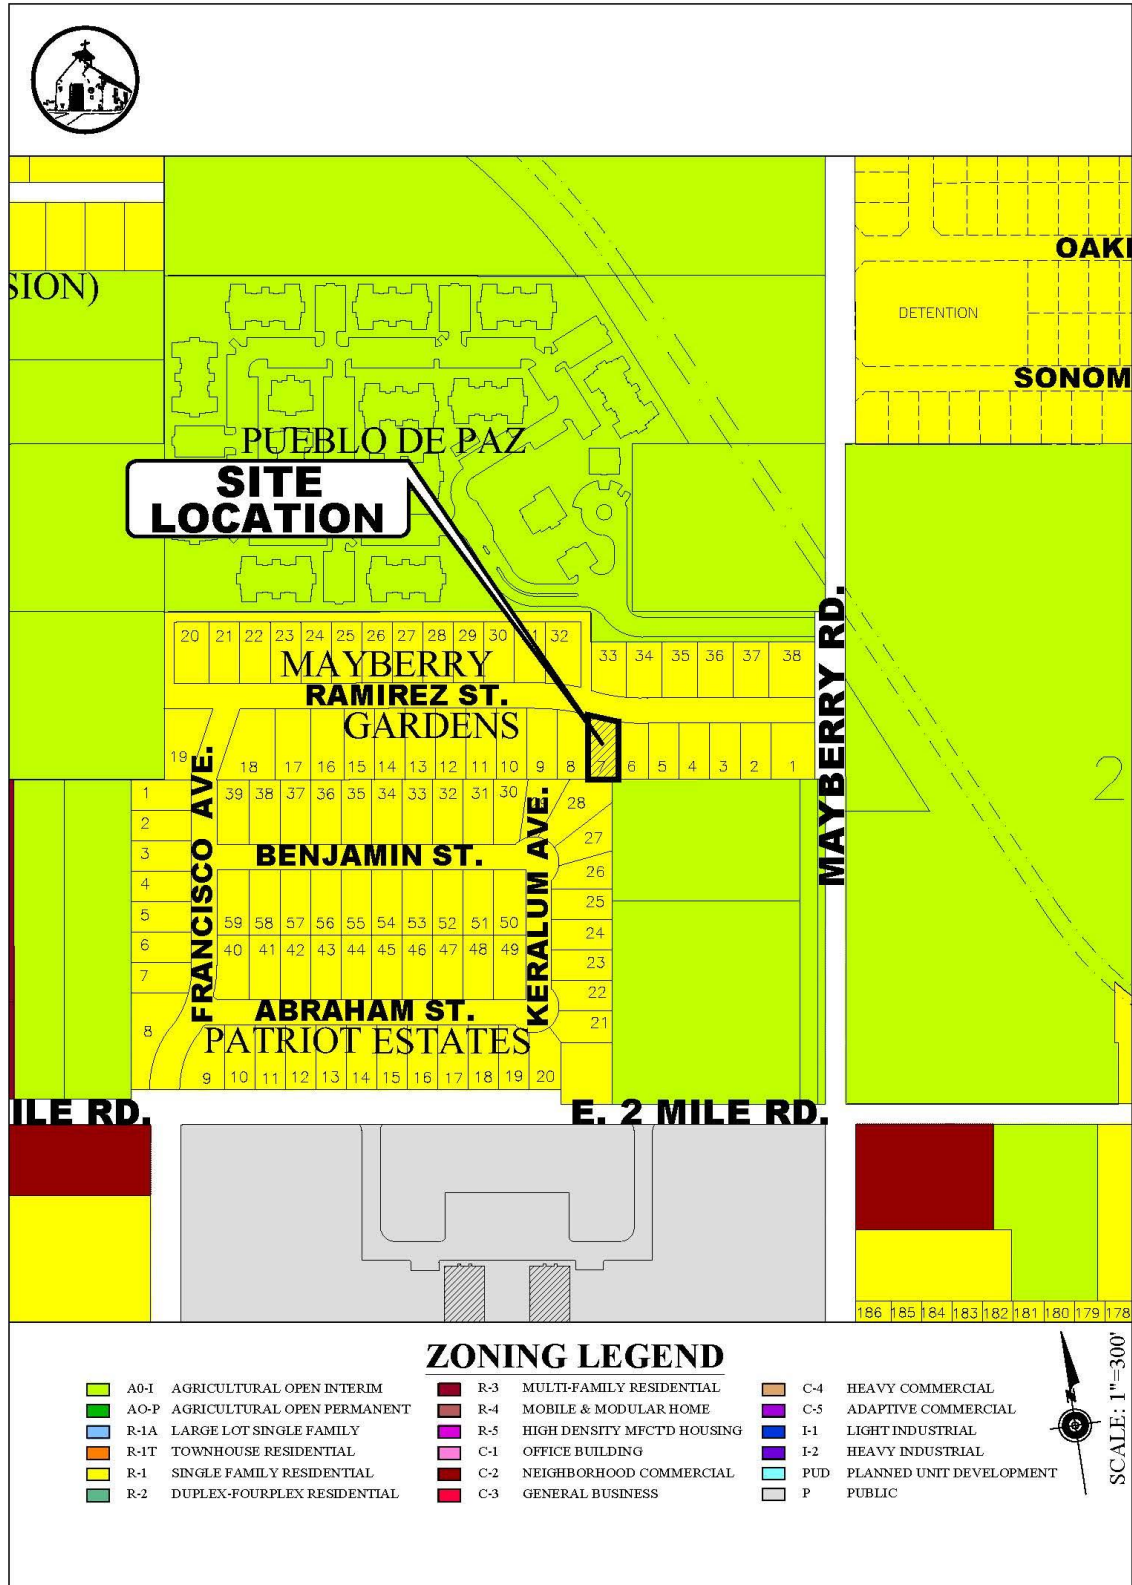 OAK
SION)
DETENTION
SONOM
PUEBLO DE PAZ
SITE
LOCATION
20 21 22 23 24 25 26 27 28 29 30 31 32
33 34 35 36 37 38
MAYBERRY
RAMIREZ ST.
GARDENS
MAYBERRY RD.
19 18 17 16 15 14 13 12 11 10 9 8 7 6 5 4 3 2 1
2
FRANCISCO AVE.
KERALUM AVE.
1 39 38 37 36 35 34 33 32 31 30 28
2
27
3
BENJAMIN ST.
26
4
25
5 59 58 57 56 55 54 53 52 51 50
24
6 40 41 42 43 44 45 46 47 48 49
23
7
22
8
ABRAHAM ST.
21
PATRIOT ESTATES
9 10 11 12 13 14 15 16 17 18 19 20
ILE RD.
E. 2 MILE RD.
186 185 184 183 182 181 180 179 178
ZONING LEGEND
A0-I AGRICULTURAL OPEN INTERIM
AO-P AGRICULTURAL OPEN PERMANENT
R-1A LARGE LOT SINGLE FAMILY
R-1T TOWNHOUSE RESIDENTIAL
R-1 SINGLE FAMILY RESIDENTIAL
R-2 DUPLEX-FOURPLEX RESIDENTIAL
R-3 MULTI-FAMILY RESIDENTIAL
R-4 MOBILE & MODULAR HOME
R-5 HIGH DENSITY MFCT'D HOUSING
C-1 OFFICE BUILDING
C-2 NEIGHBORHOOD COMMERCIAL
C-3 GENERAL BUSINESS
C-4 HEAVY COMMERCIAL
C-5 ADAPTIVE COMMERCIAL
I-1 LIGHT INDUSTRIAL
I-2 HEAVY INDUSTRIAL
PUD PLANNED UNIT DEVELOPMENT
P PUBLIC
SCALE: 1"=300'